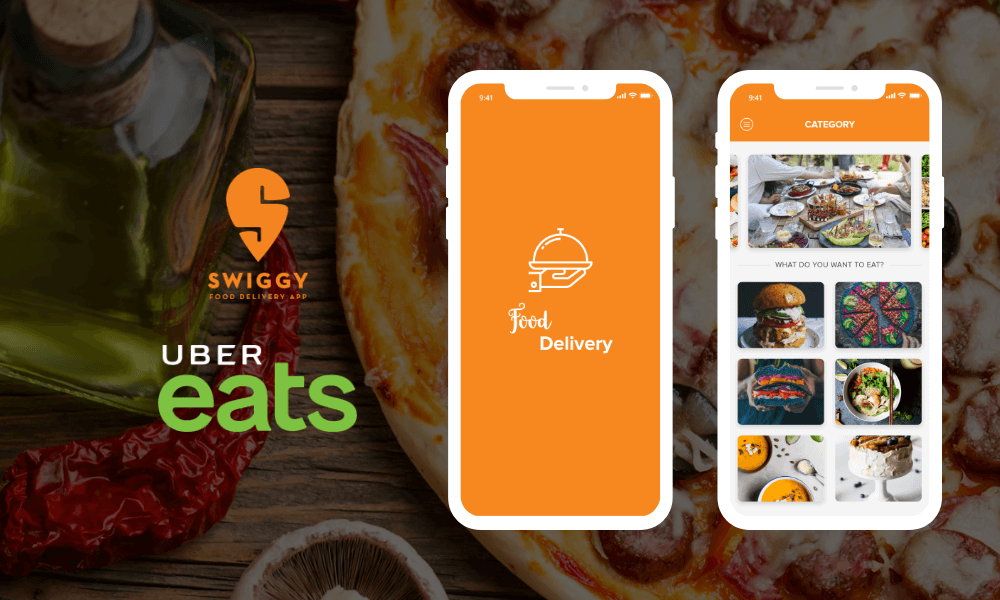 SWIGGY
FOOD DELIVERY APP
UBER
eats
9:41
Food
Delivery
9:41
CATEGORY
WHAT DO YOU WANT TO EAT?